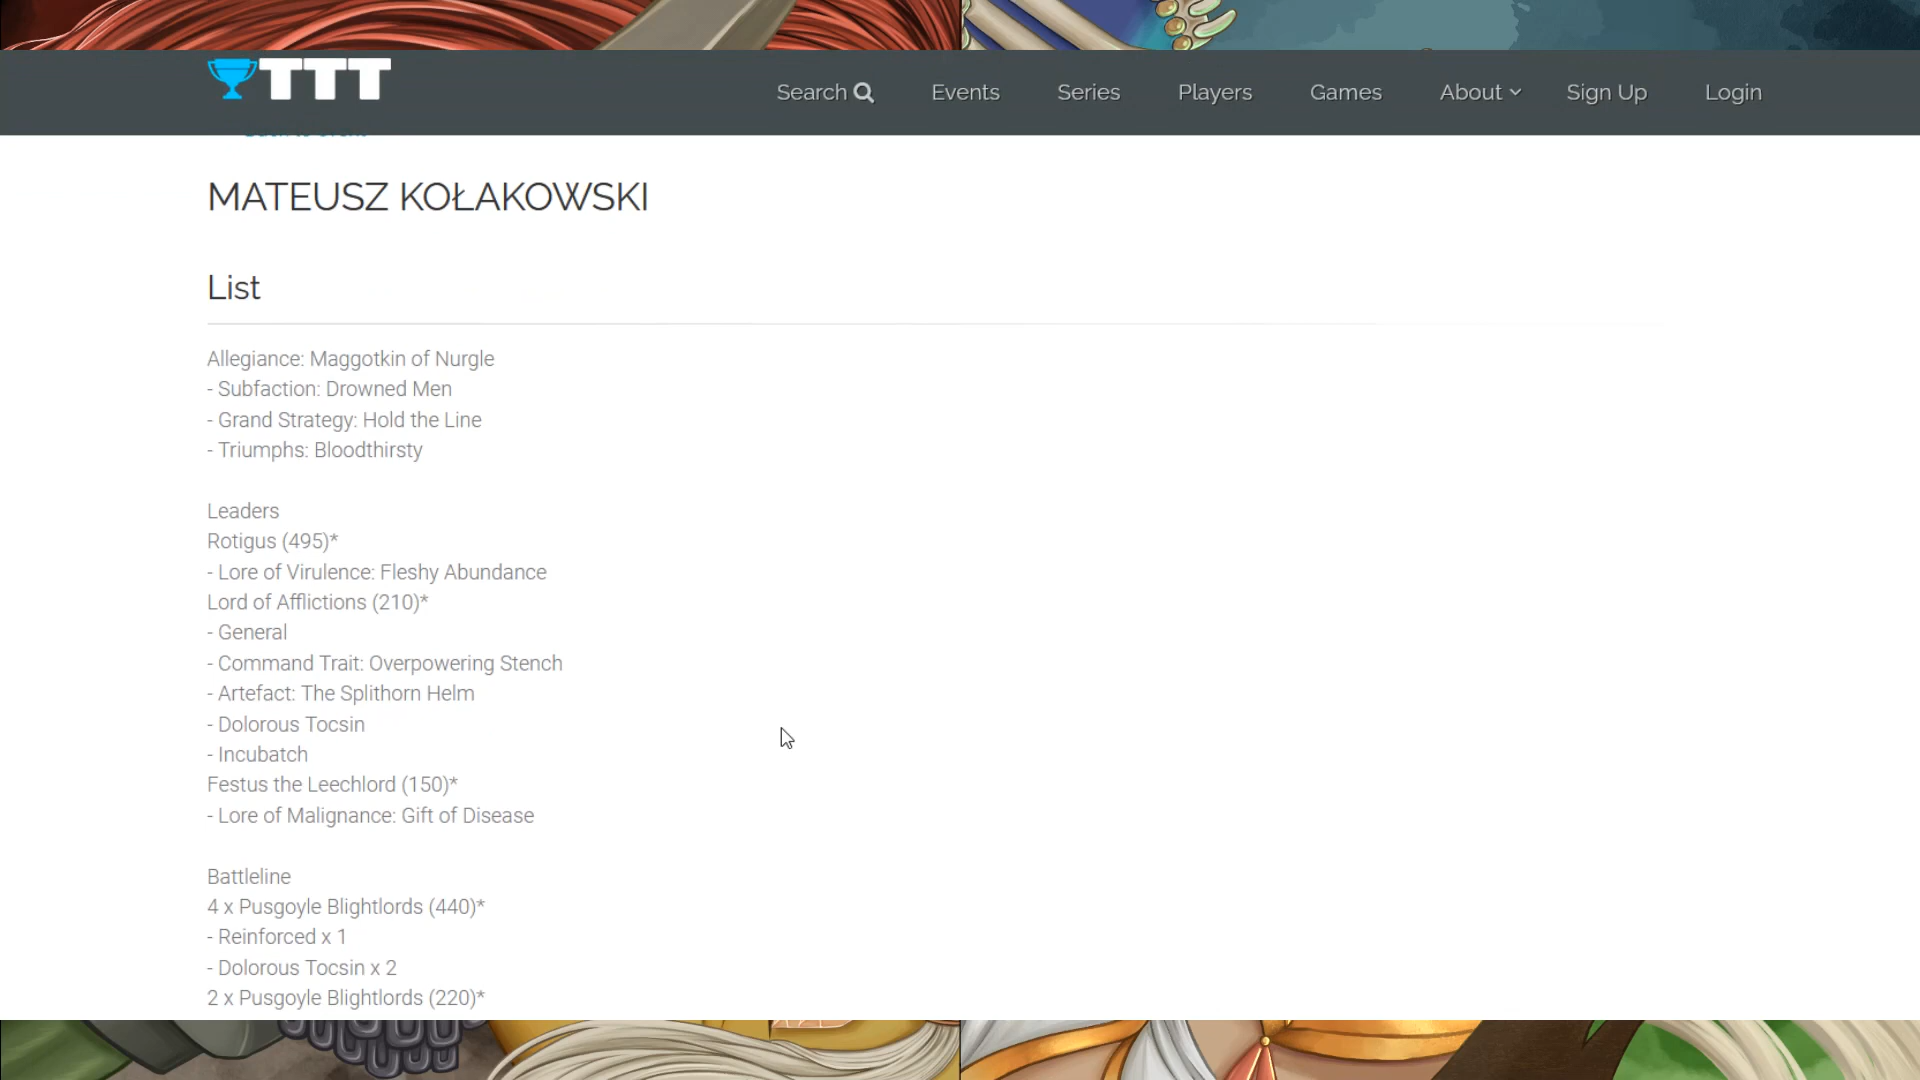 TTT
Search
Events
Series
Players
Games
About
Sign Up
Login
MATEUSZ KOŁAKOWSKI
List
Allegiance: Maggotkin of Nurgle
- Subfaction: Drowned Men
- Grand Strategy: Hold the Line
- Triumphs: Bloodthirsty
Leaders
Rotigus (495)*
- Lore of Virulence: Fleshy Abundance
Lord of Afflictions (210)*
- General
- Command Trait: Overpowering Stench
- Artefact: The Splithorn Helm
- Dolorous Tocsin
- Incubatch
Festus the Leechlord (150)*
- Lore of Malignance: Gift of Disease
Battleline
4 x Pusgoyle Blightlords (440)*
- Reinforced x 1
- Dolorous Tocsin x 2
2 x Pusgoyle Blightlords (220)*